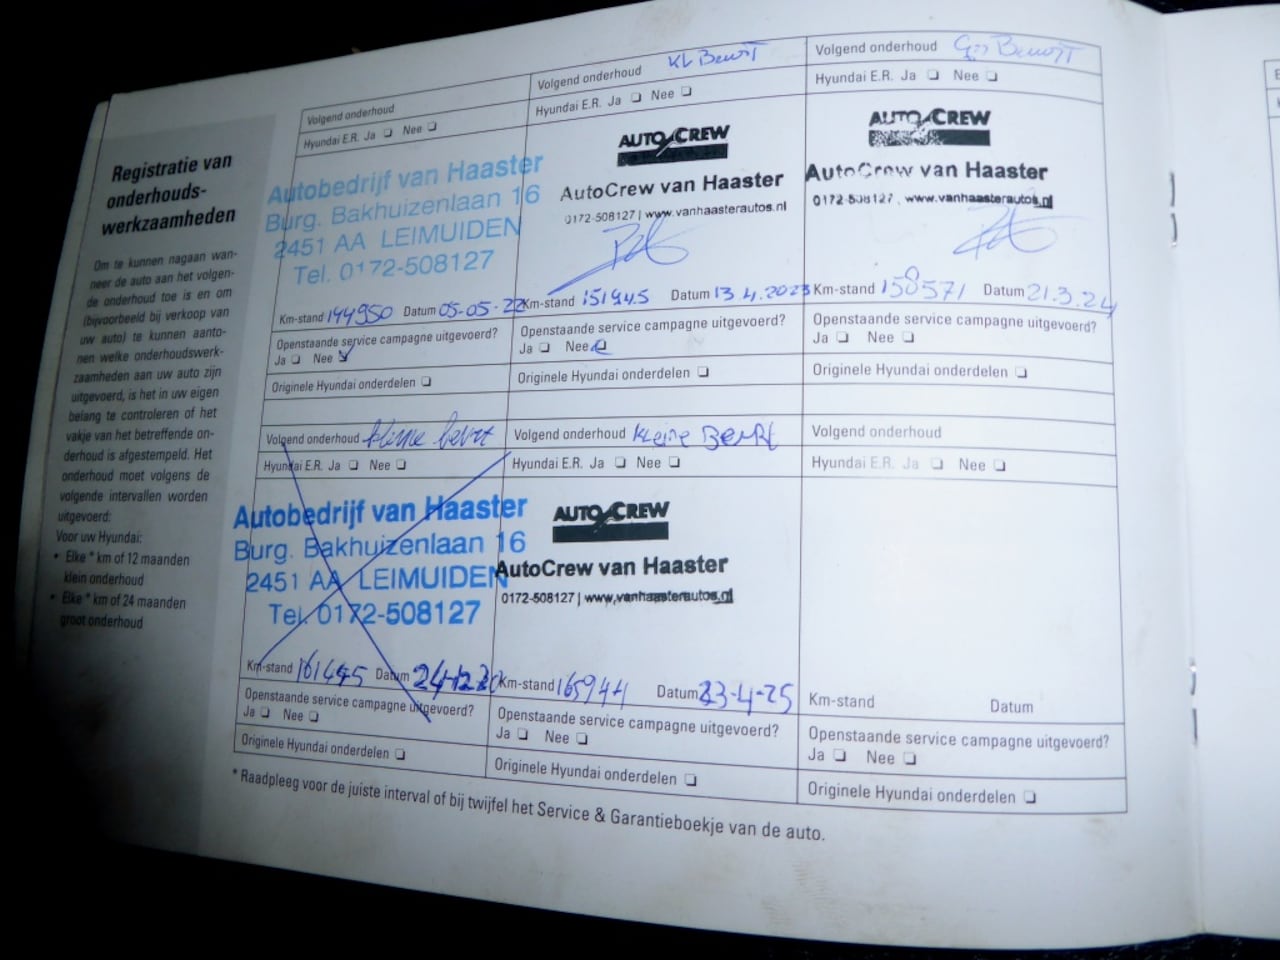 Registratie van
onderhouds-
werkzaamheden
Om te kunnen nagaan wan-
neer de auto aan het volgen-
de onderhoud toe is en om
(bijvoorbeeld bij verkoop van
uw auto) te kunnen aanto-
nen welke onderhoudswerk-
zaamheden aan uw auto zijn
uitgevoerd, is het in uw eigen
belang te controleren of het
vakje van het betreffende on-
derhoud is afgestempeld. Het
onderhoud moet volgens de
volgende intervallen worden
uitgevoerd:
Voor uw Hyundai:
• Elke * km of 12 maanden
klein onderhoud
• Elke * km of 24 maanden
groot onderhoud
Volgend onderhoud
Hyundai E.R. Ja ❏ Nee ❏
Autobedrijf van Haaster
Burg. Bakhuizenlaan 16
2451 AA LEIMUIDEN
Tel. 0172-508127
Km-stand 144950 Datum 05-05-22
Openstaande service campagne uitgevoerd?
Ja ❏ Nee ❏
Originele Hyundai onderdelen ❏
Volgend onderhoud KL Beurt
Hyundai E.R. Ja ❏ Nee ❏
AUTO CREW
AutoCrew van Haaster
0172-508127 | www.vanhaasterautos.nl
Km-stand 151945 Datum 13.4.2023
Openstaande service campagne uitgevoerd?
Ja ❏ Nee ❏
Originele Hyundai onderdelen ❏
Volgend onderhoud Beurt
Hyundai E.R. Ja ❏ Nee ❏
AUTO CREW
AutoCrew van Haaster
0172-508127 | www.vanhaasterautos.nl
Km-stand 158571 Datum 21.3.24
Openstaande service campagne uitgevoerd?
Ja ❏ Nee ❏
Originele Hyundai onderdelen ❏
Volgend onderhoud kleine beurt
Hyundai E.R. Ja ❏ Nee ❏
Autobedrijf van Haaster
Burg. Bakhuizenlaan 16
2451 AA LEIMUIDEN
Tel. 0172-508127
Km-stand 161445 Datum
Openstaande service campagne uitgevoerd?
Ja ❏ Nee ❏
Originele Hyundai onderdelen ❏
Volgend onderhoud kleine Beurt
Hyundai E.R. Ja ❏ Nee ❏
AUTO CREW
AutoCrew van Haaster
0172-508127 | www.vanhaasterautos.nl
Km-stand 165944 Datum 23-4-25
Openstaande service campagne uitgevoerd?
Ja ❏ Nee ❏
Originele Hyundai onderdelen ❏
Volgend onderhoud
Hyundai E.R. Ja ❏ Nee ❏
Km-stand Datum
Openstaande service campagne uitgevoerd?
Ja ❏ Nee ❏
Originele Hyundai onderdelen ❏
* Raadpleeg voor de juiste interval of bij twijfel het Service & Garantieboekje van de auto.